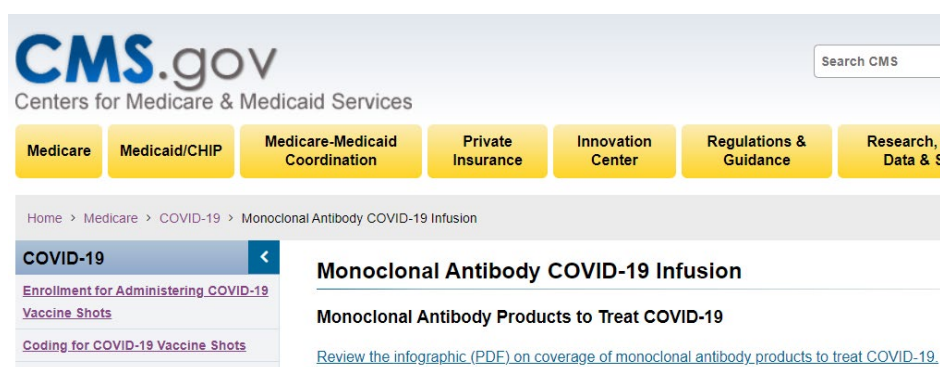 CMS.gov
Centers for Medicare & Medicaid Services
Search CMS
Medicare
Medicaid/CHIP
Medicare-Medicaid
Coordination
Private
Insurance
Innovation
Center
Regulations &
Guidance
Research,
Data & S
Home > Medicare > COVID-19 > Monoclonal Antibody COVID-19 Infusion
COVID-19
Enrollment for Administering COVID-19
Vaccine Shots
Coding for COVID-19 Vaccine Shots
Monoclonal Antibody COVID-19 Infusion
Monoclonal Antibody Products to Treat COVID-19
Review the infographic (PDF) on coverage of monoclonal antibody products to treat COVID-19.